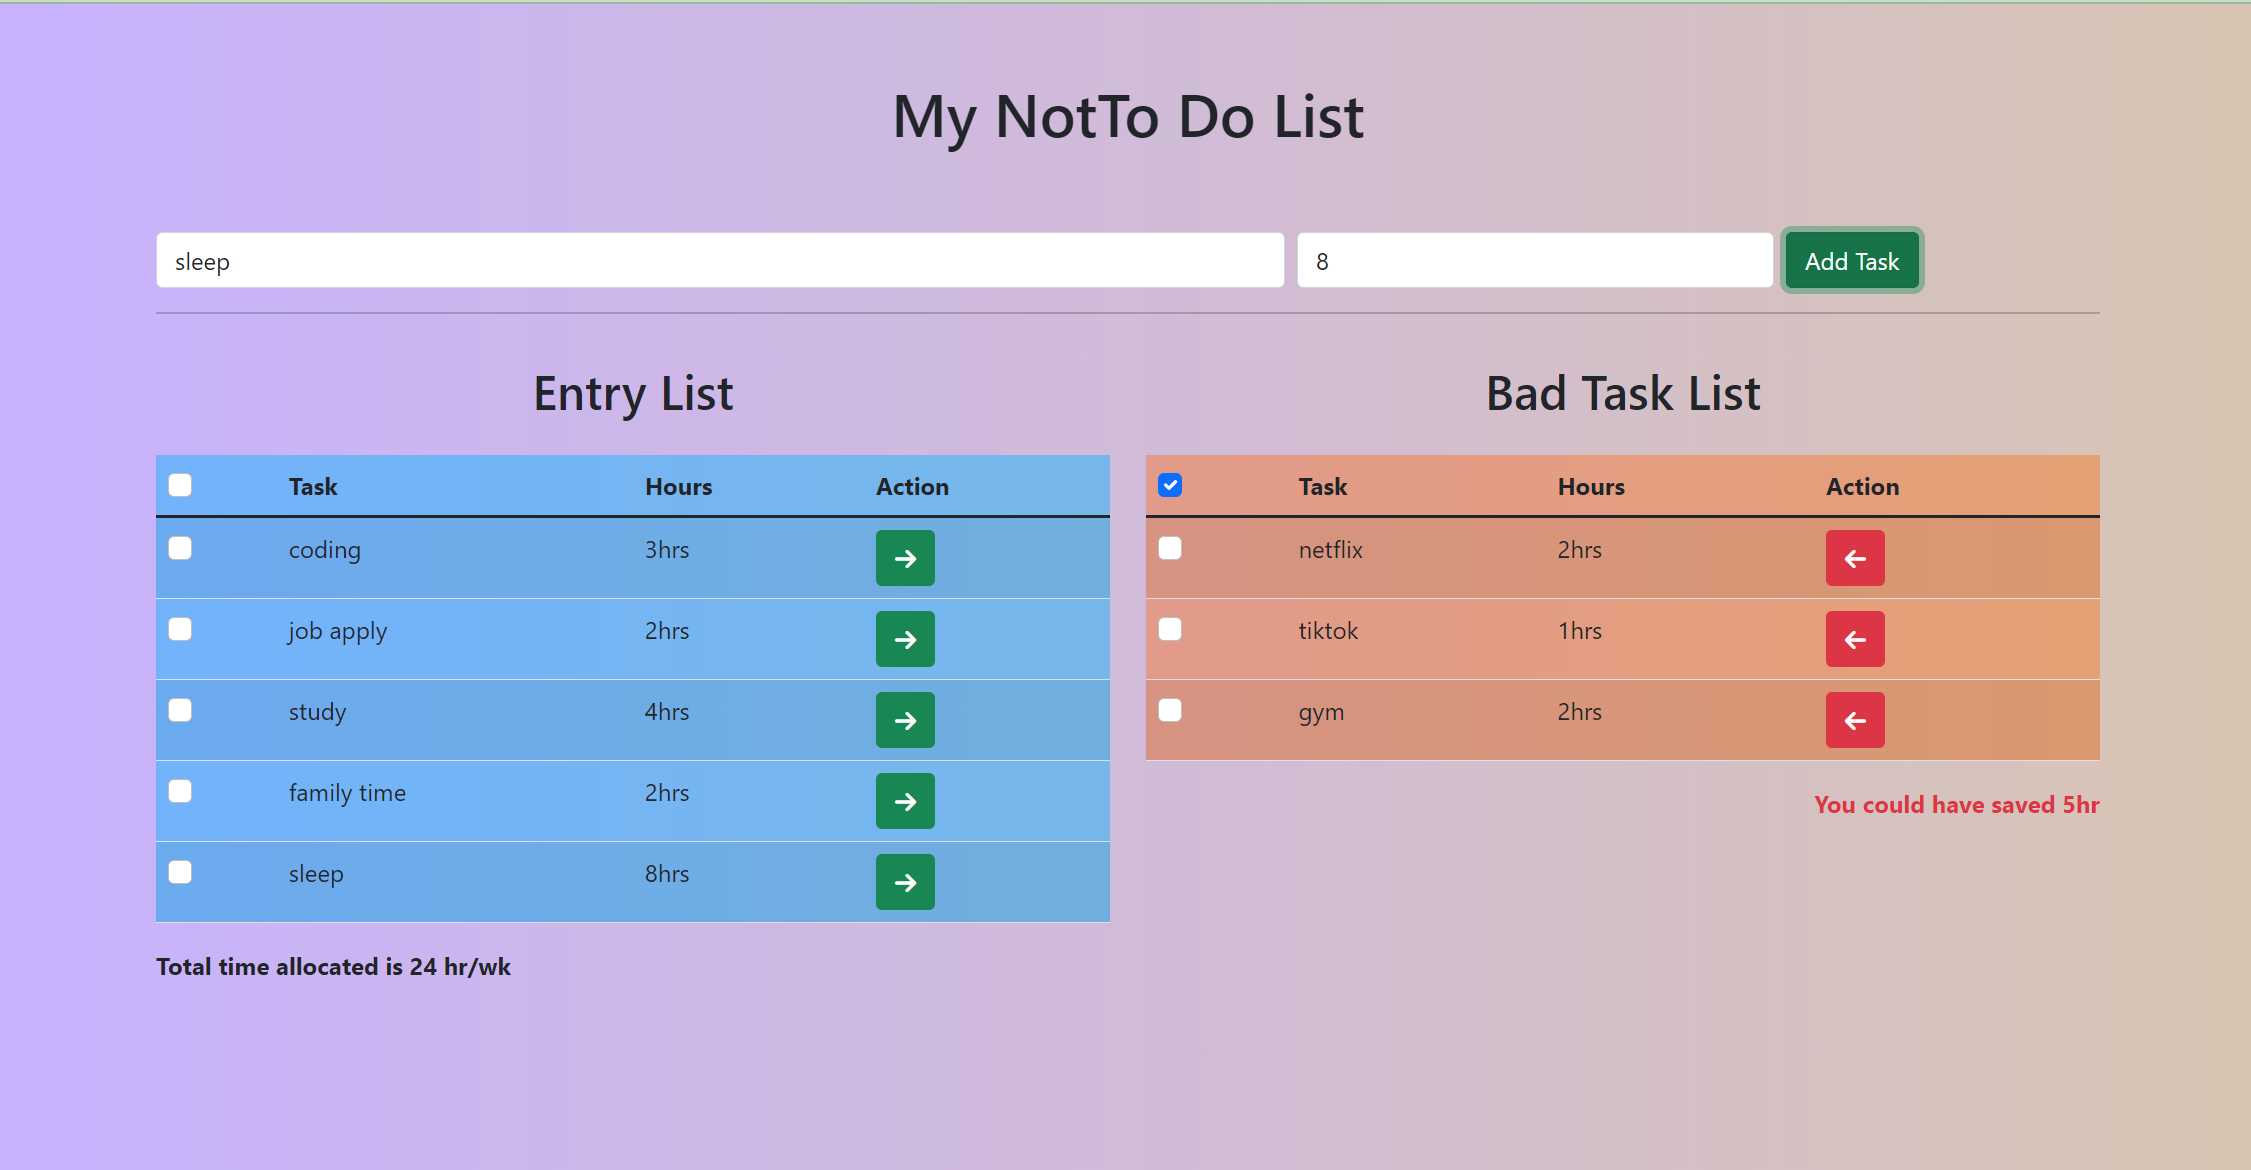 My NotTo Do List
sleep 8 Add Task
Entry List
Task Hours Action
coding 3hrs
job apply 2hrs
study 4hrs
family time 2hrs
sleep 8hrs
Total time allocated is 24 hr/wk
Bad Task List
Task Hours Action
netflix 2hrs
tiktok 1hrs
gym 2hrs
You could have saved 5hr